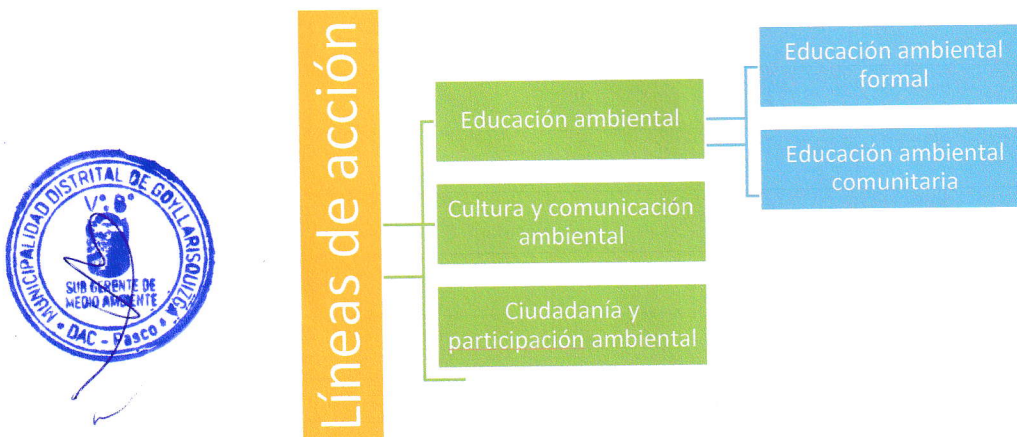 Líneas de acción
Educación ambiental
Cultura y comunicación
ambiental
Ciudadanía y
participación ambiental
Educación ambiental
formal
Educación ambiental
comunitaria
MUNICIPALIDAD DISTRITAL DE GOYLLARISQUIZGA
V° B°
SUB GERENTE DE
MEDIO AMBIENTE
DAC - Pasco